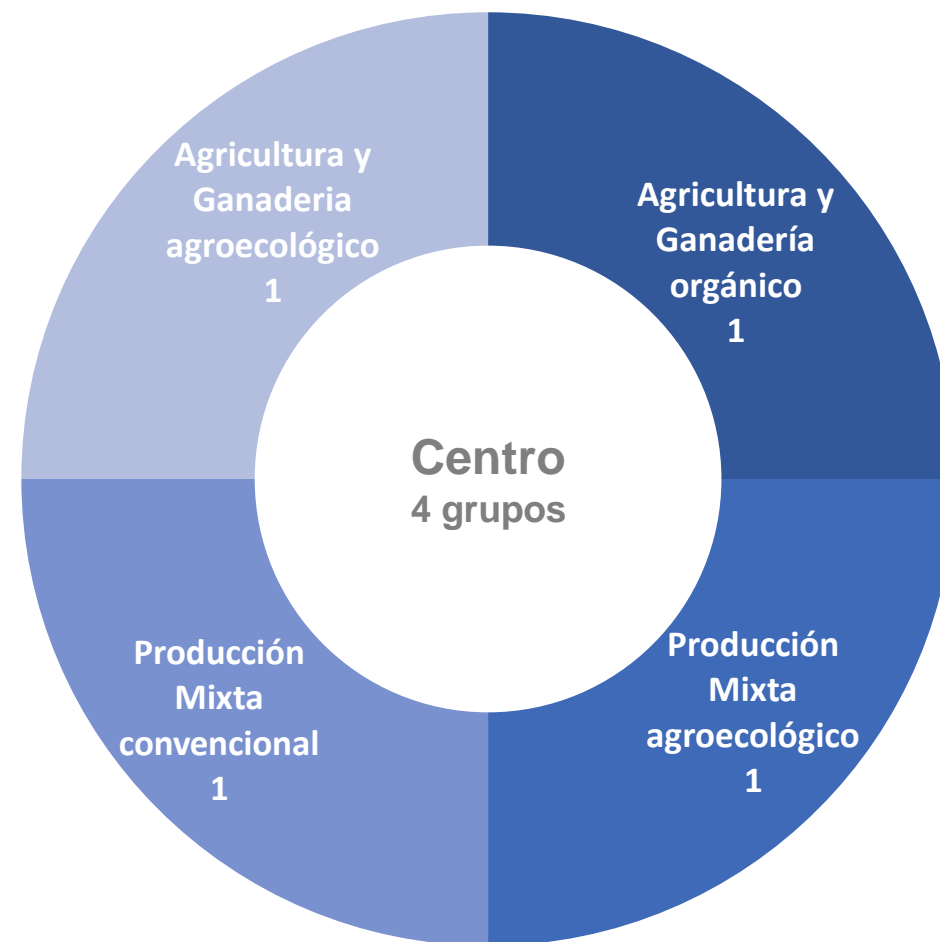 Agricultura y
Ganaderia
agroecológico
1
Agricultura y
Ganadería
orgánico
1
Centro
4 grupos
Producción
Mixta
convencional
1
Producción
Mixta
agroecológico
1